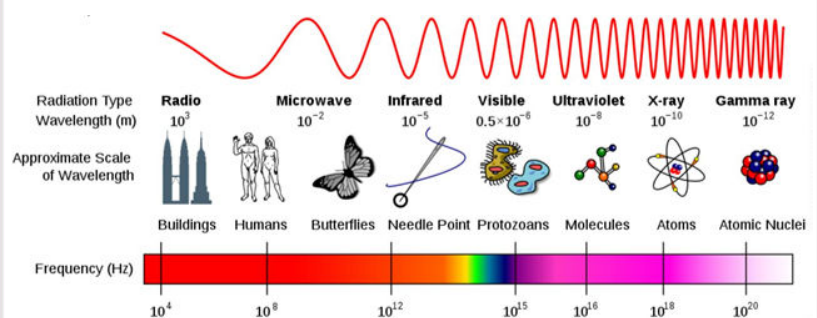 Radiation Type Radio Microwave Infrared Visible Ultraviolet X-ray Gamma ray
Wavelength (m) 10³ 10⁻² 10⁻⁵ 0.5×10⁻⁶ 10⁻⁸ 10⁻¹⁰ 10⁻¹²
Approximate Scale
of Wavelength
Buildings Humans Butterflies Needle Point Protozoans Molecules Atoms Atomic Nuclei
Frequency (Hz)
10⁴ 10⁸ 10¹² 10¹⁵ 10¹⁶ 10¹⁸ 10²⁰